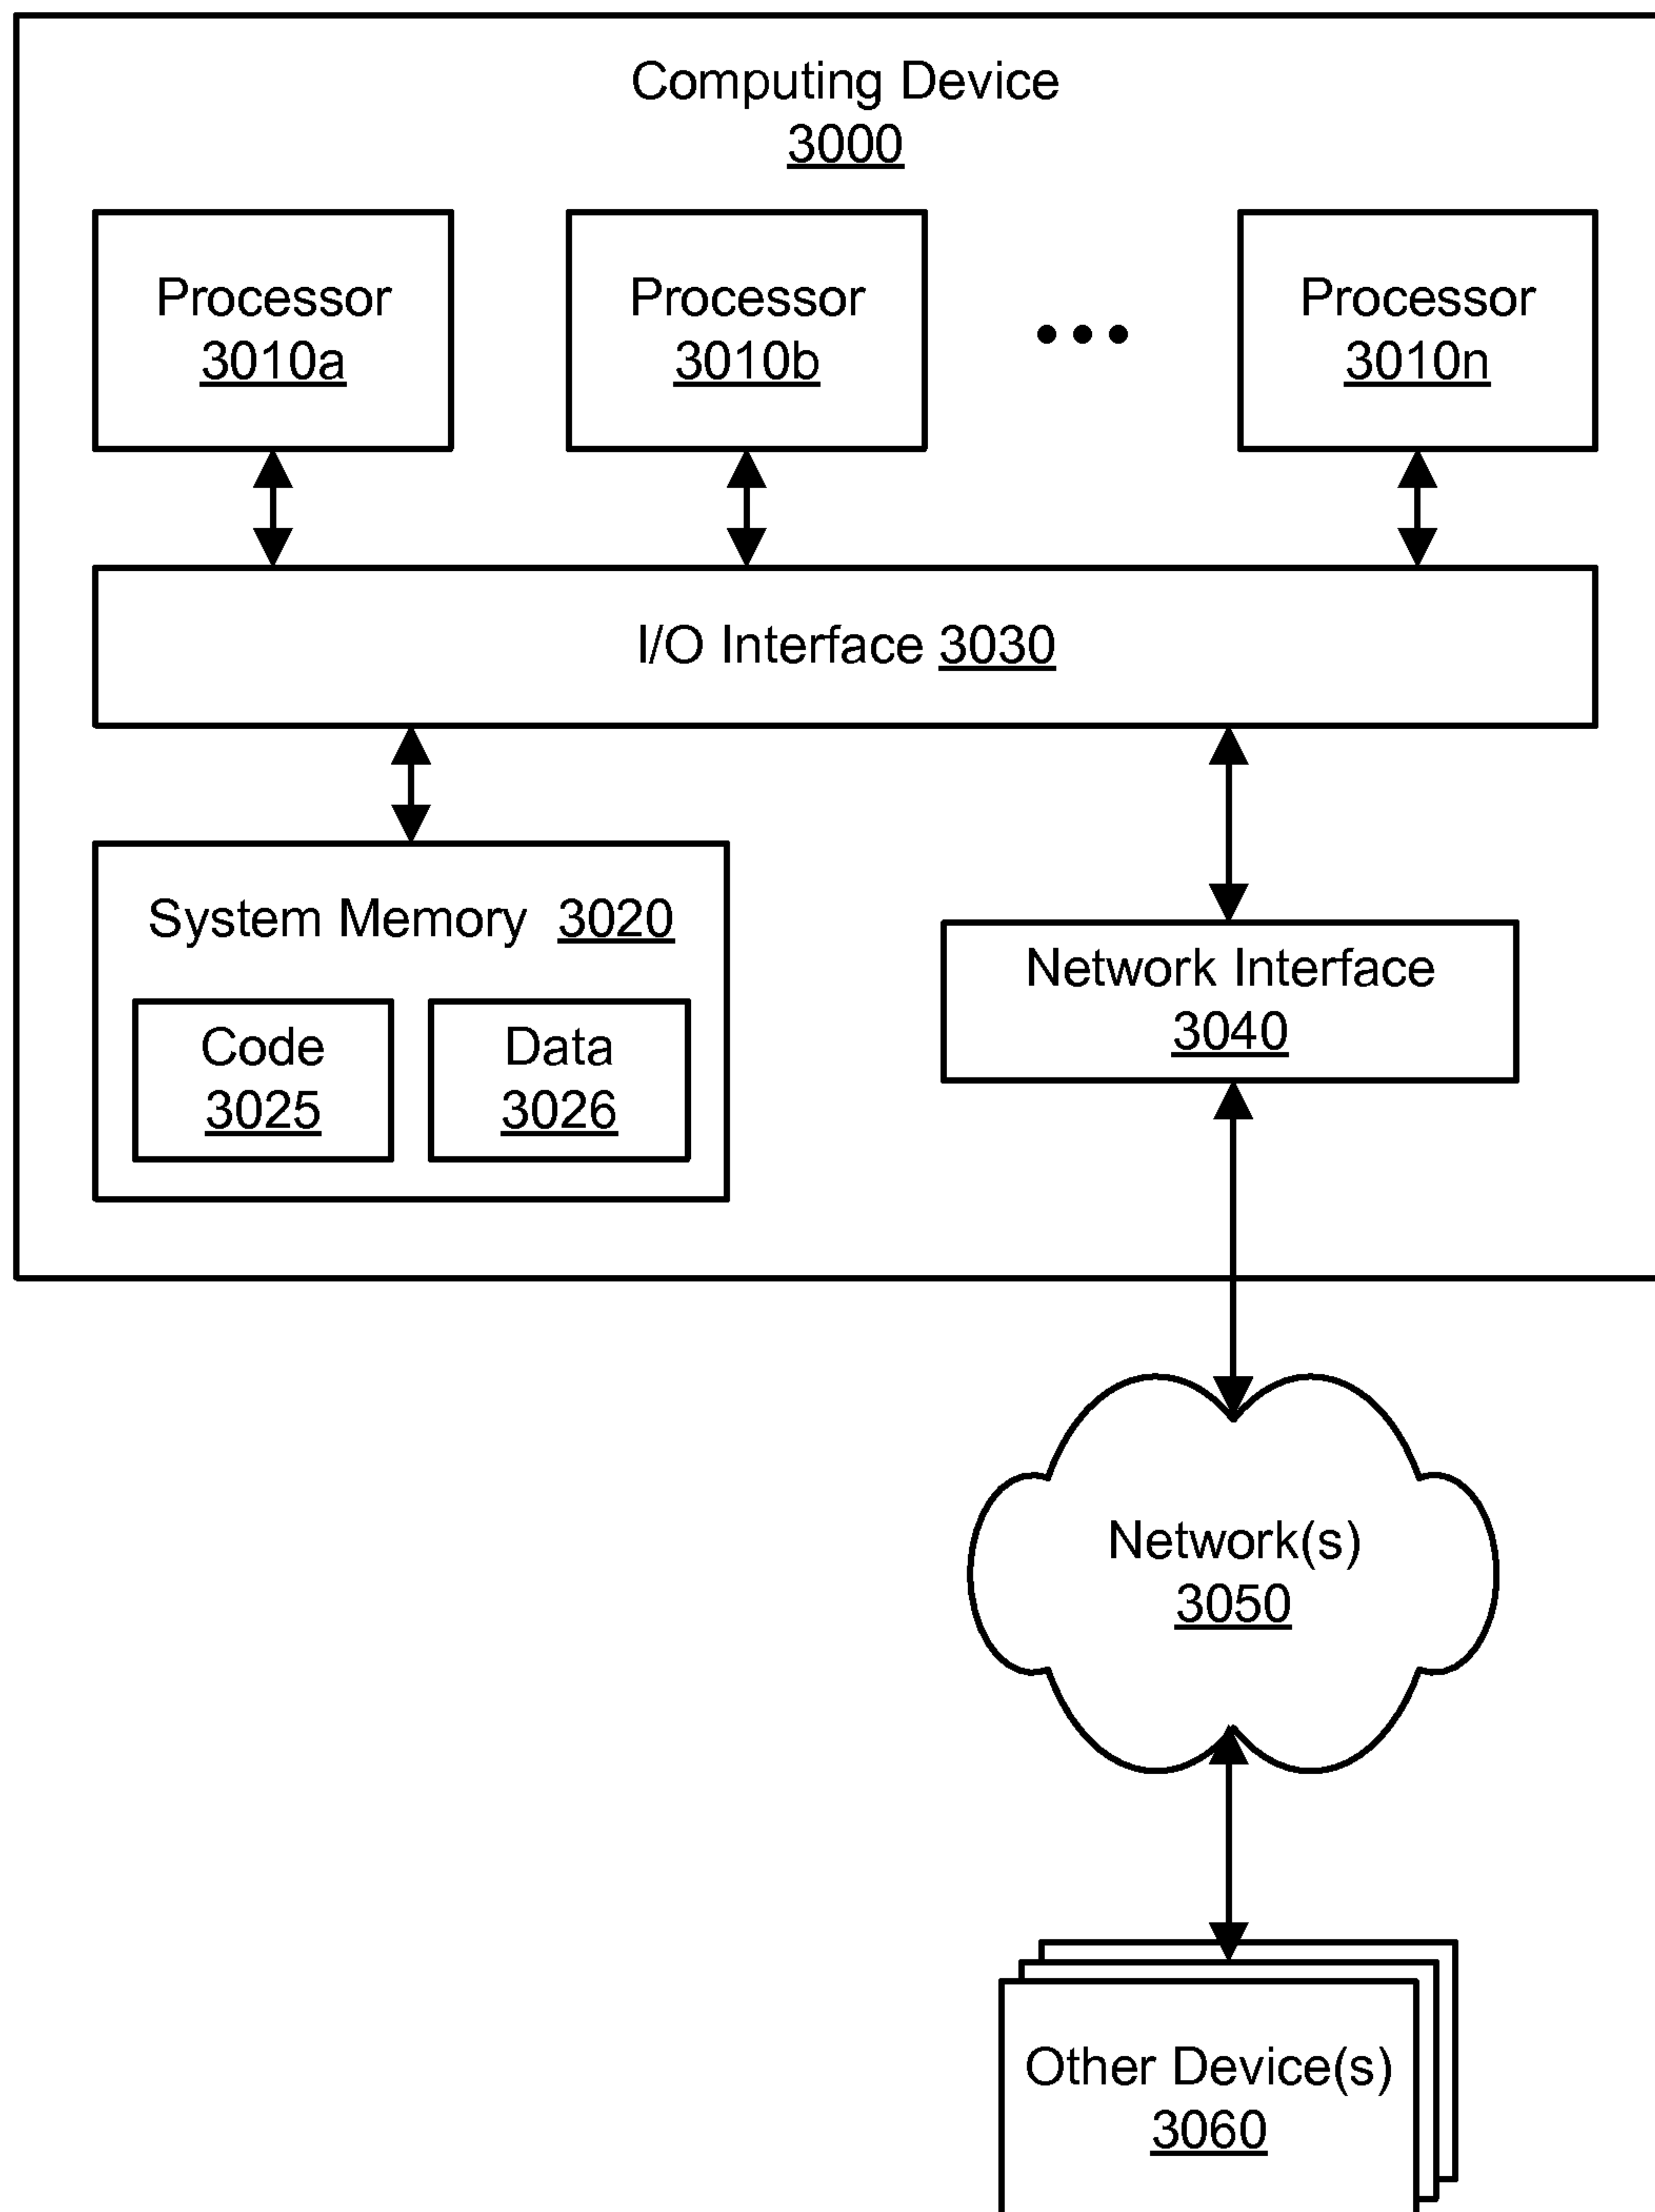 Computing Device
3000
Processor
3010a
Processor
3010b
Processor
3010n
I/O Interface 3030
System Memory 3020
Code
3025
Data
3026
Network Interface
3040
Network(s)
3050
Other Device(s)
3060